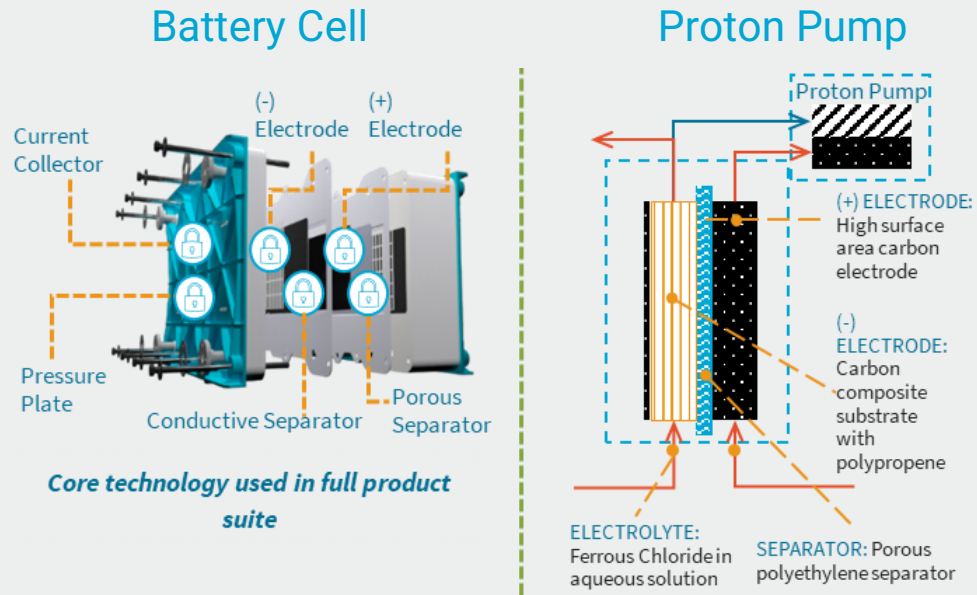 Battery Cell
(-)
Electrode
(+)
Electrode
Current
Collector
Pressure
Plate
Conductive Separator
Porous
Separator
Core technology used in full product
suite
Proton Pump
Proton Pump
(+) ELECTRODE:
High surface
area carbon
electrode
(-)
ELECTRODE:
Carbon
composite
substrate
with
polypropene
ELECTROLYTE:
Ferrous Chloride in
aqueous solution
SEPARATOR: Porous
polyethylene separator